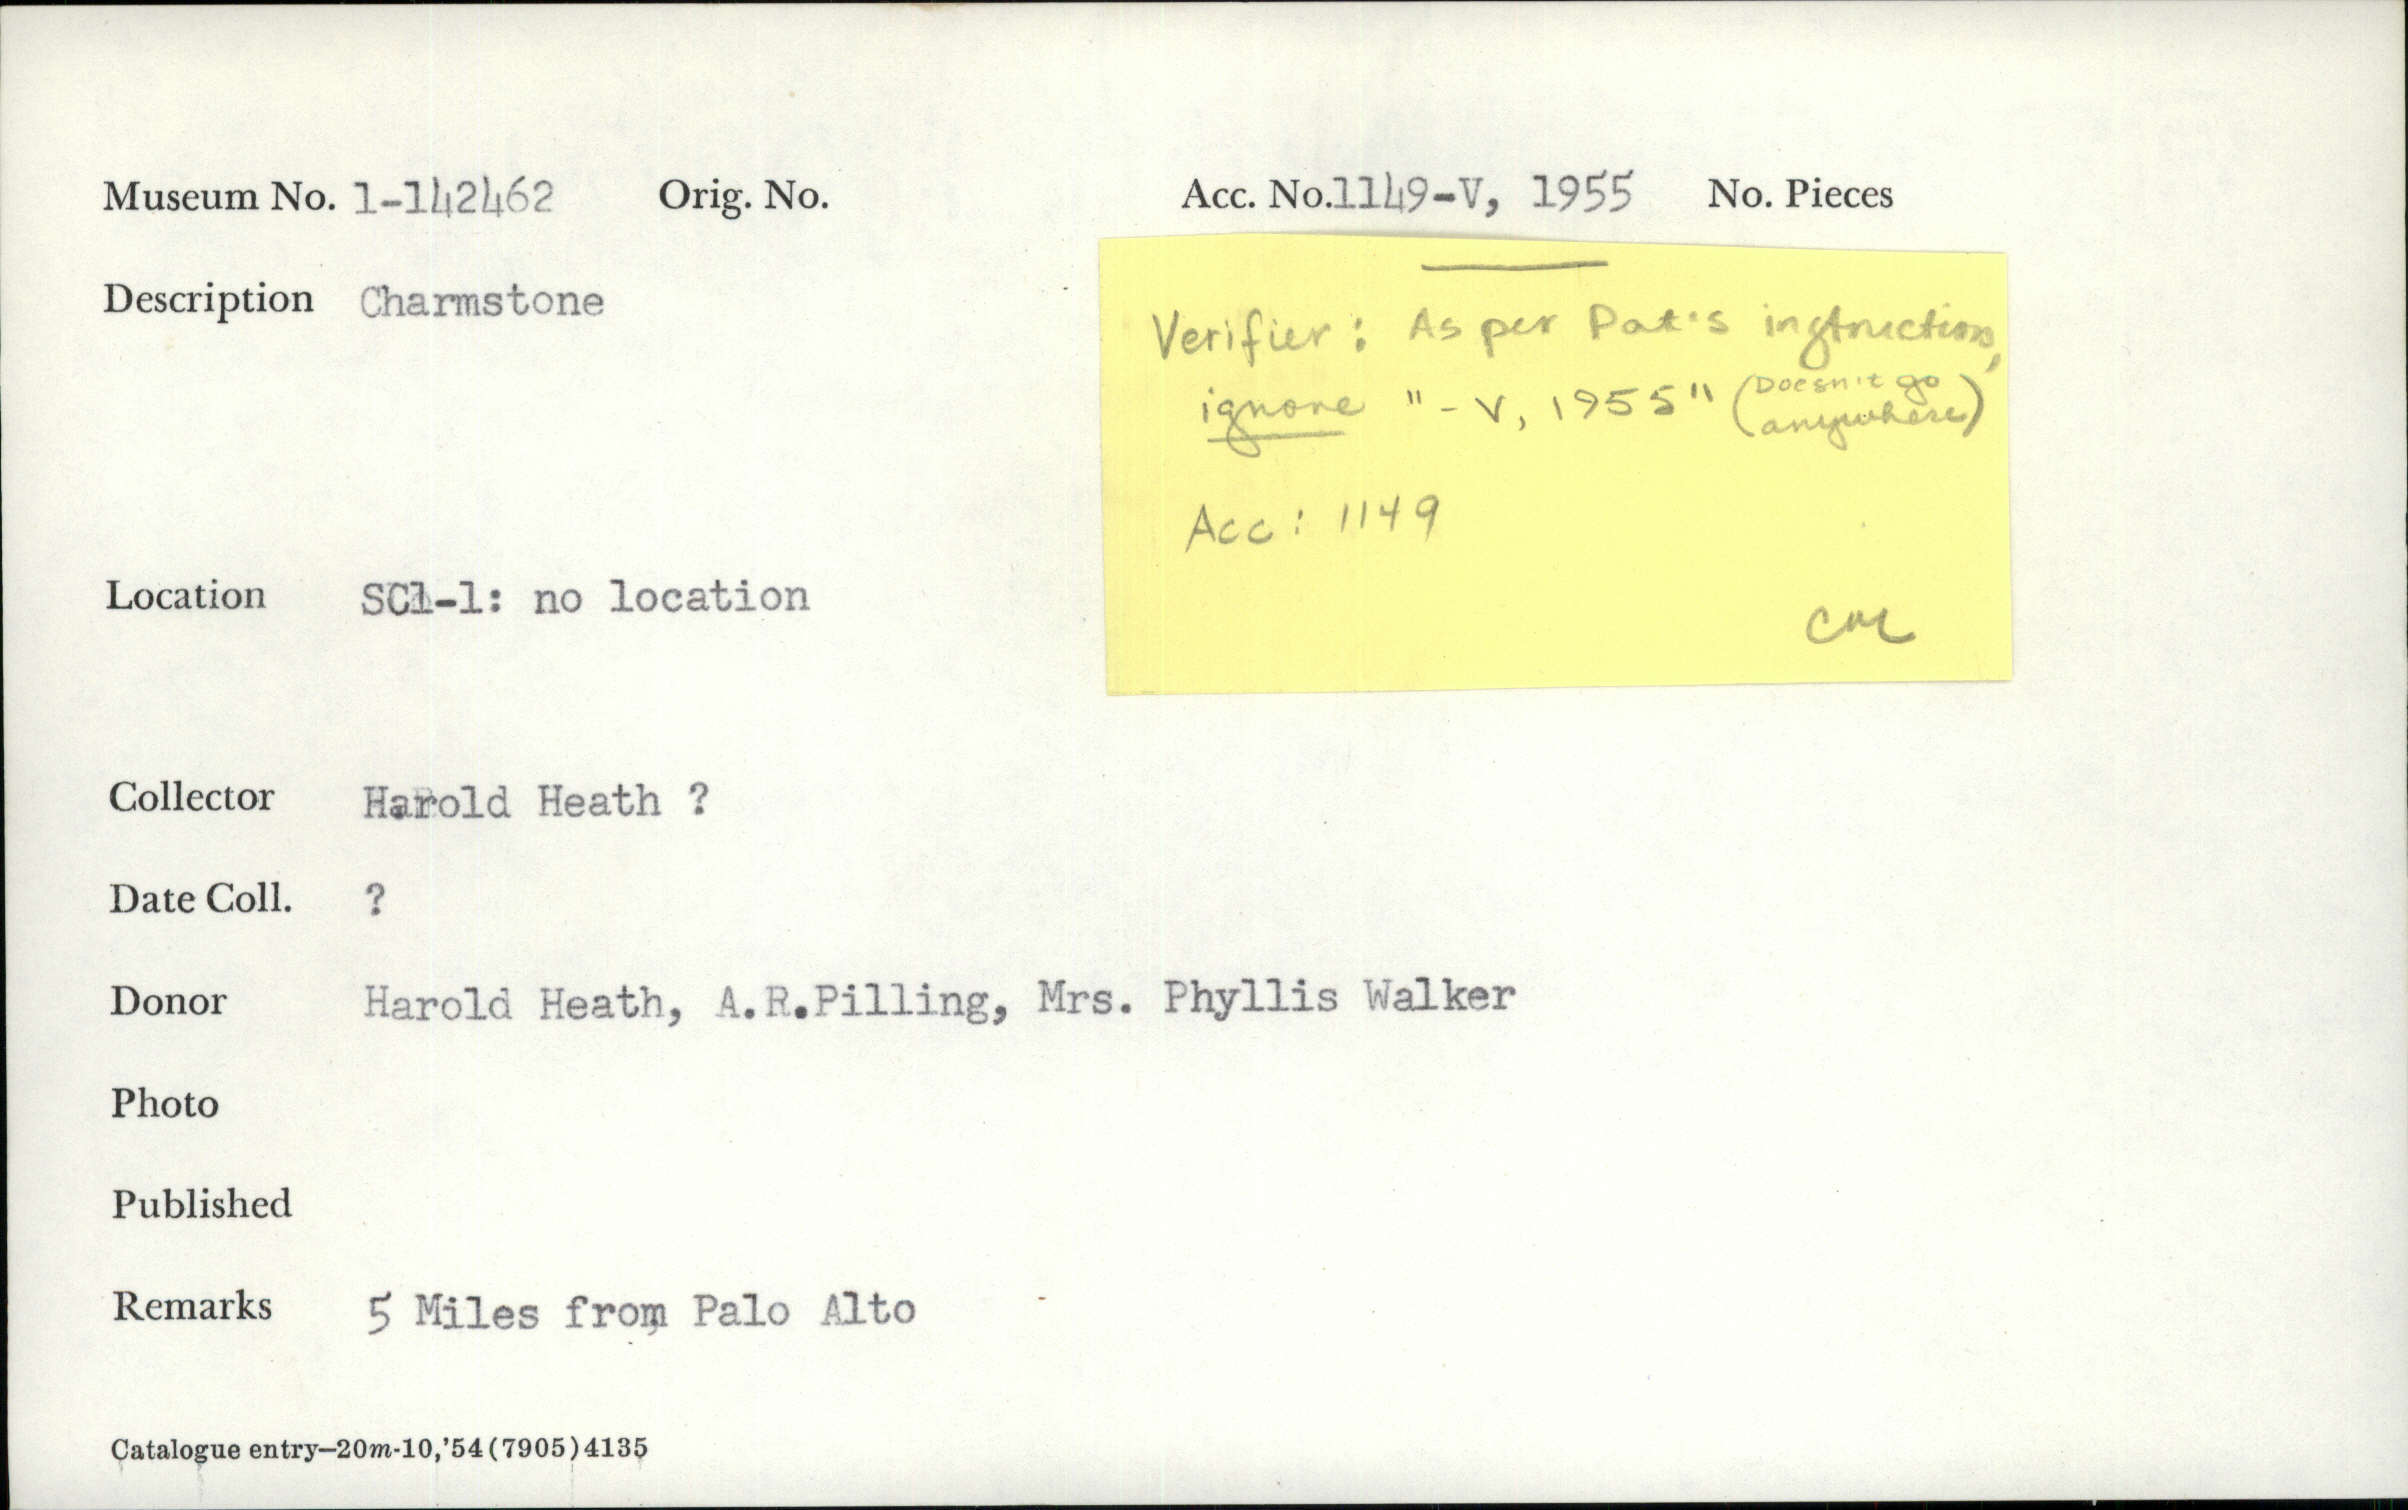 Museum No. 1-142462 Orig. No. Acc. No. 1149-V, 1955 No. Pieces
Description Charmstone
Verifier: As per Pat's instructions,
ignore "-V, 1955" (Doesn't go
anywhere)
Acc: 1149
Location SCl-1: no location
Collector Harold Heath ?
Date Coll. ?
Donor Harold Heath, A.R.Pilling, Mrs. Phyllis Walker
Photo
Published
Remarks 5 Miles from Palo Alto
Catalogue entry—20m-10,'54(7905)4135